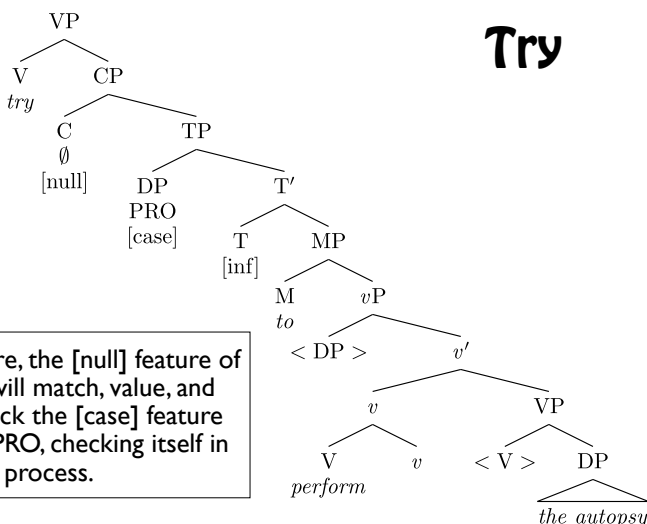 Try
VP
V CP
try
C TP
∅
[null] DP T′
PRO
[case] T MP
[inf]
M vP
to
< DP > v′
v VP
V v < V > DP
perform
the autopsy
re, the [null] feature of
will match, value, and
ck the [case] feature
PRO, checking itself in
process.